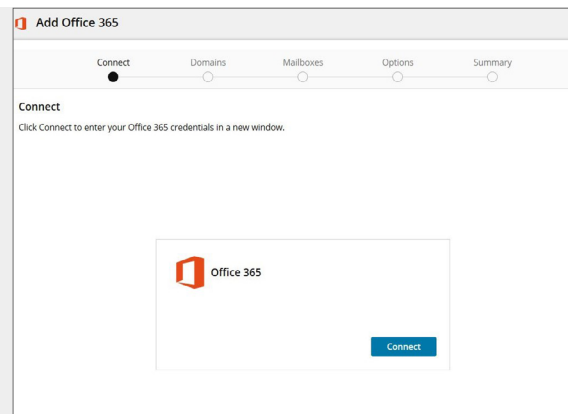 Add Office 365
Connect Domains Mailboxes Options Summary
Connect
Click Connect to enter your Office 365 credentials in a new window.
Office 365
Connect